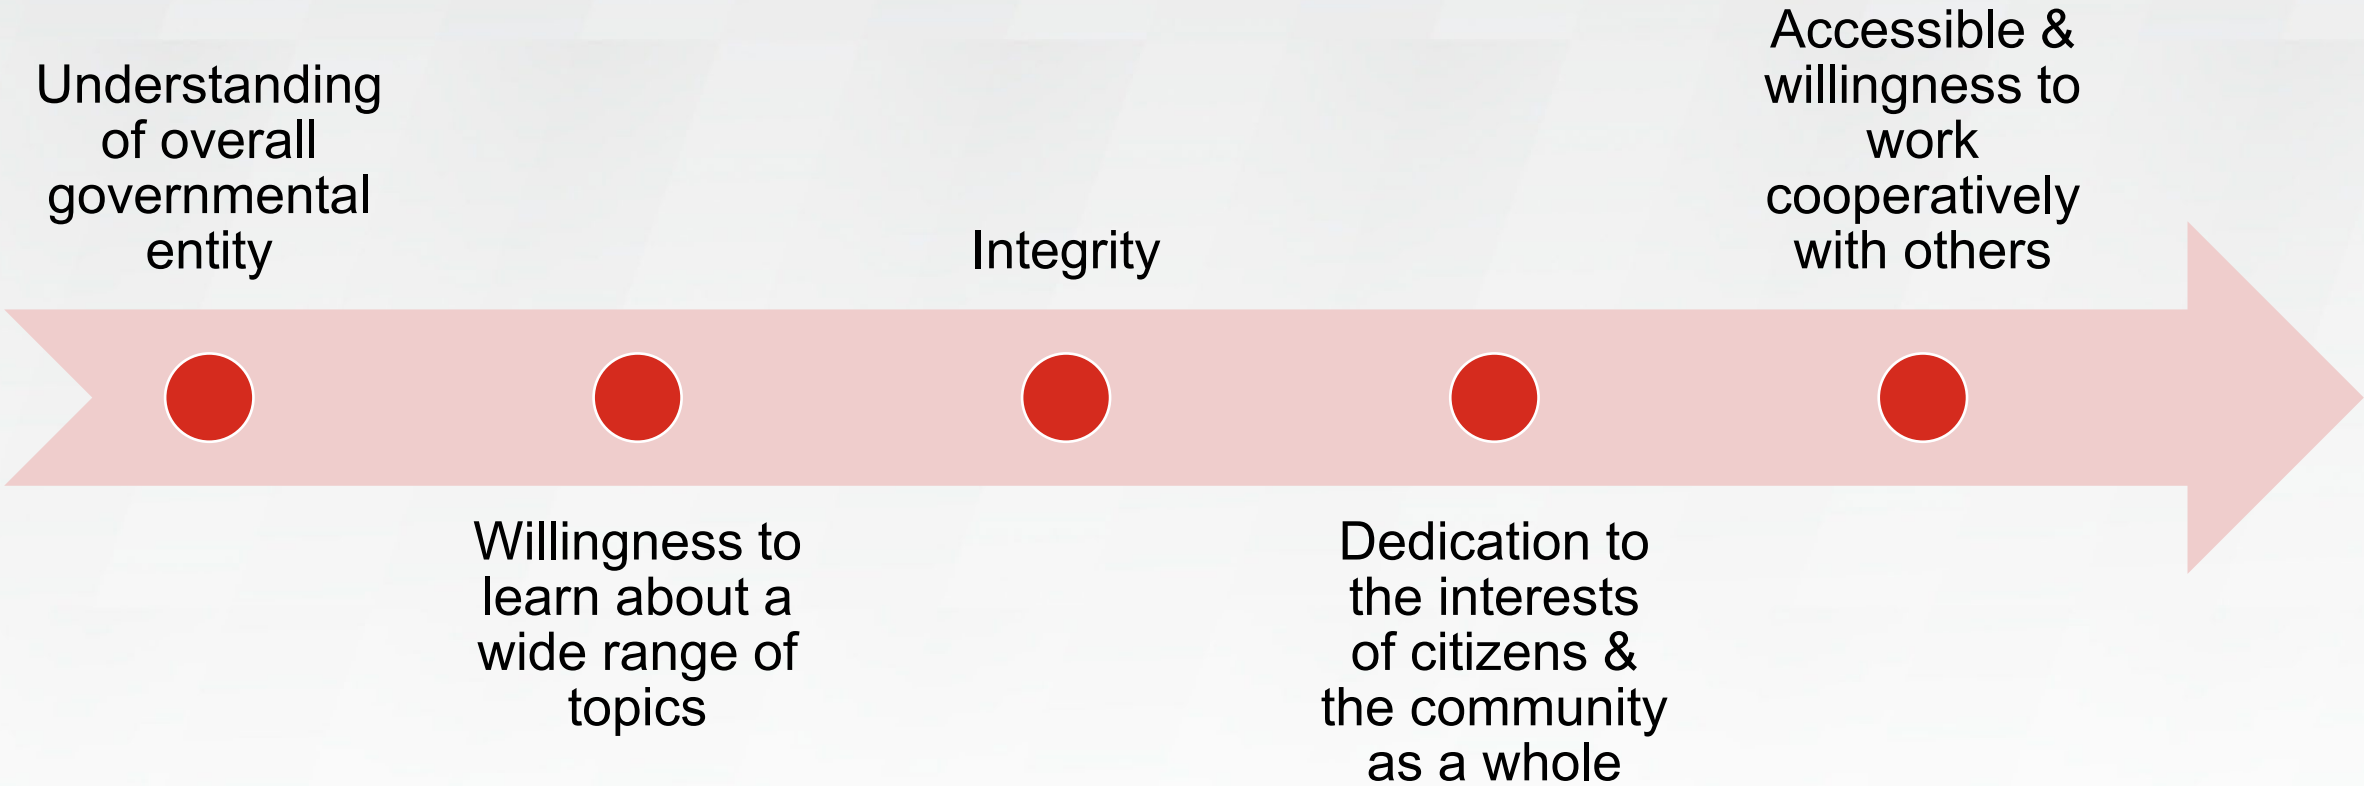 Understanding
of overall
governmental
entity
Willingness to
learn about a
wide range of
topics
Integrity
Dedication to
the interests
of citizens &
the community
as a whole
Accessible &
willingness to
work
cooperatively
with others